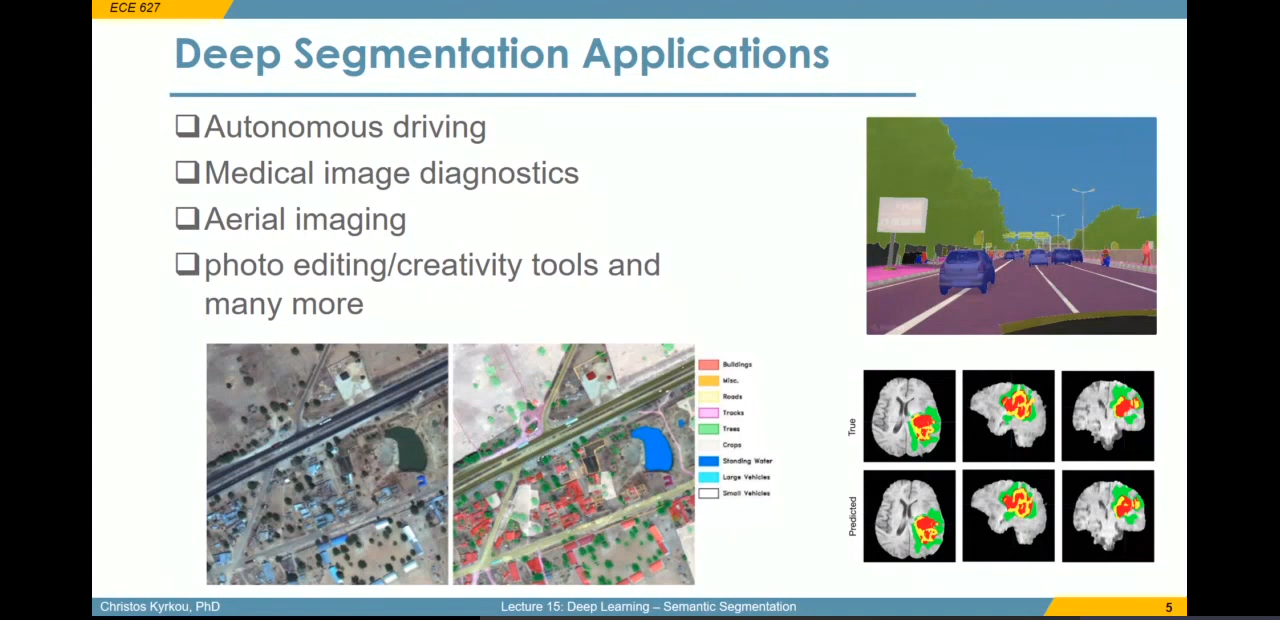 ECE 627
Deep Segmentation Applications
Autonomous driving
Medical image diagnostics
Aerial imaging
photo editing/creativity tools and
many more
Buildings
Misc.
Roads
Tracks
Trees
Crops
Standing Water
Large Vehicles
Small Vehicles
True
Predicted
Christos Kyrkou, PhD
Lecture 15: Deep Learning – Semantic Segmentation
5